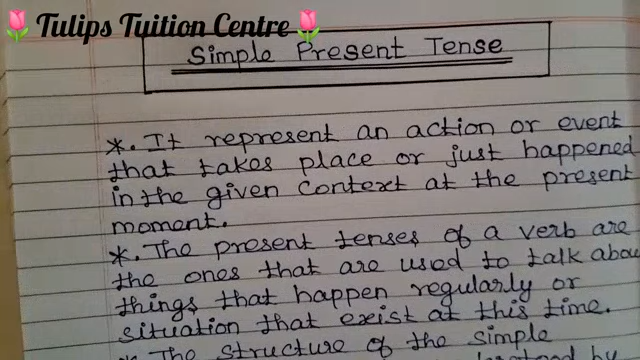 🌷Tulips Tuition Centre🌷
Simple Present Tense
*. It represent an action or event
that takes place or just happened
in the given context at the present
moment.
*. The present tenses of a verb are
the ones that are used to talk abou
things that happen regularly or
situation that exist at this time.
*. The structure of the simple
by